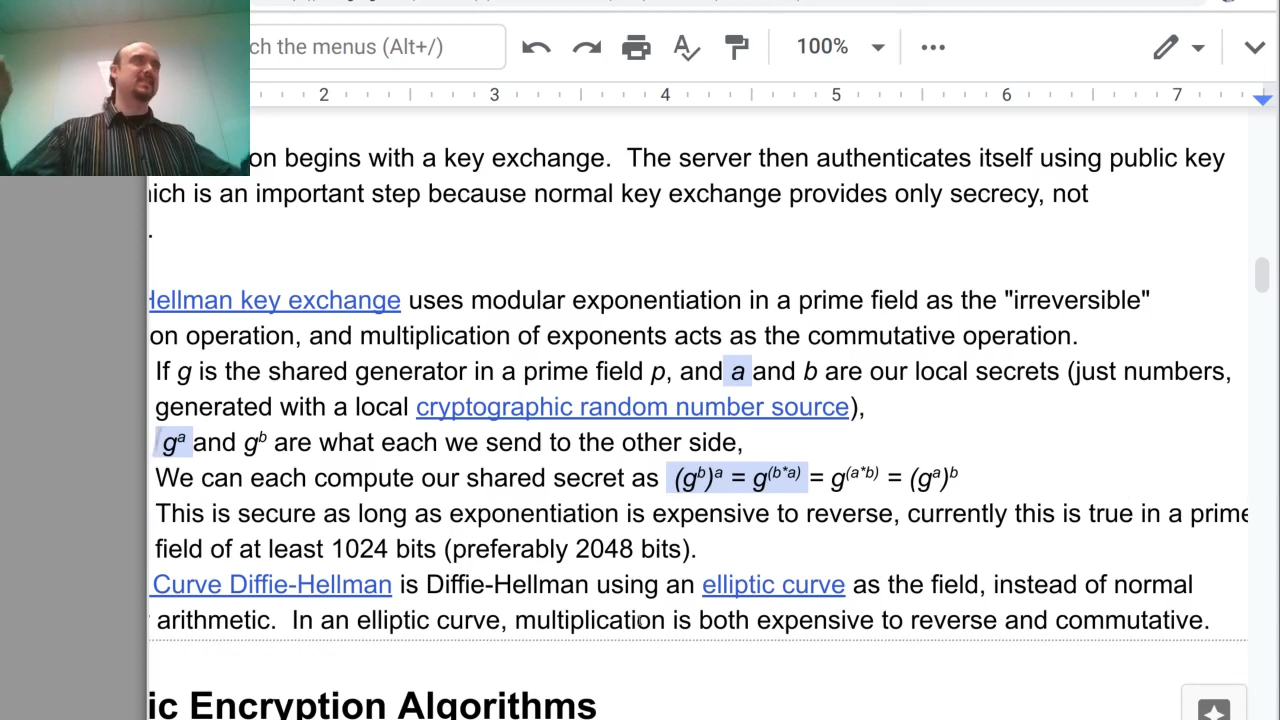 ch the menus (Alt+/)
100%
2 3 4 5 6 7
on begins with a key exchange. The server then authenticates itself using public key
ich is an important step because normal key exchange provides only secrecy, not
.
Hellman key exchange uses modular exponentiation in a prime field as the "irreversible"
on operation, and multiplication of exponents acts as the commutative operation.
If g is the shared generator in a prime field p, and a and b are our local secrets (just numbers,
generated with a local cryptographic random number source),
gᵃ and gᵇ are what each we send to the other side,
We can each compute our shared secret as (gᵇ)ᵃ = g⁽ᵇ*ᵃ⁾ = g⁽ᵃ*ᵇ⁾ = (gᵃ)ᵇ
This is secure as long as exponentiation is expensive to reverse, currently this is true in a prime
field of at least 1024 bits (preferably 2048 bits).
Curve Diffie-Hellman is Diffie-Hellman using an elliptic curve as the field, instead of normal
arithmetic. In an elliptic curve, multiplication is both expensive to reverse and commutative.
ic Encryption Algorithms